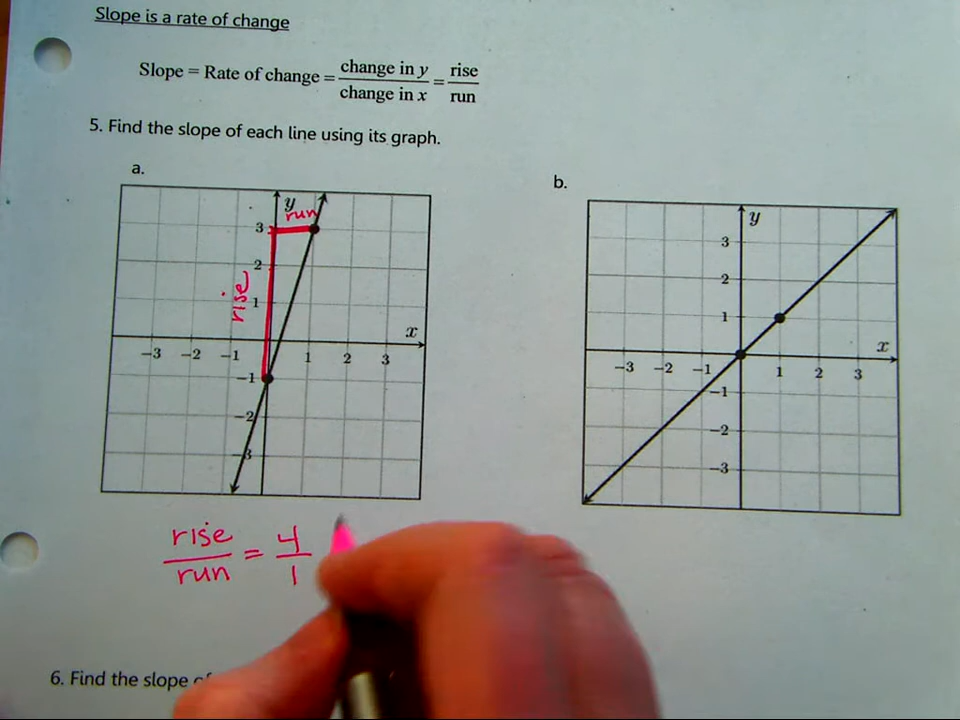 Slope is a rate of change
Slope = Rate of change = change in y / change in x = rise / run
5. Find the slope of each line using its graph.
a.
b.
y
run
3
2
rise
1
x
−3 −2 −1 1 2 3
−1
−2
−3
y
3
2
1
x
−3 −2 −1 1 2 3
−1
−2
−3
rise / run = 4 / 1
6. Find the slope